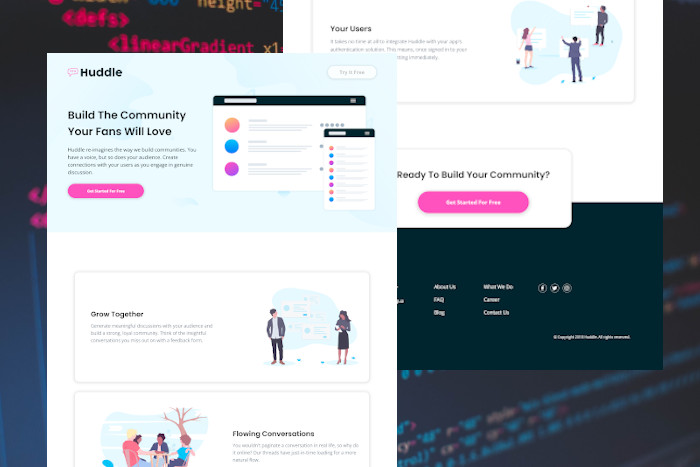 <defs>
height="49
<linearGradient x1=
Huddle
Try It Free
Build The Community
Your Fans Will Love
Huddle re-imagines the way we build communities. You
have a voice, but so does your audience. Create
connections with your users as you engage in genuine
discussion.
Get Started For Free
Grow Together
Generate meaningful discussions with your audience and
build a strong, loyal community. Think of the insightful
conversations you miss out on with a feedback form.
Flowing Conversations
You wouldn't paginate a conversation in real life, so why do
it online? Our threads have just-in-time loading for a more
natural flow.
Your Users
It takes no time at all to integrate Huddle with your app's
authentication solution. This means, once signed in to your
immediately.
Ready To Build Your Community?
Get Started For Free
About Us
What We Do
FAQ
Career
Blog
Contact Us
© Copyright 2018 Huddle. All rights reserved.